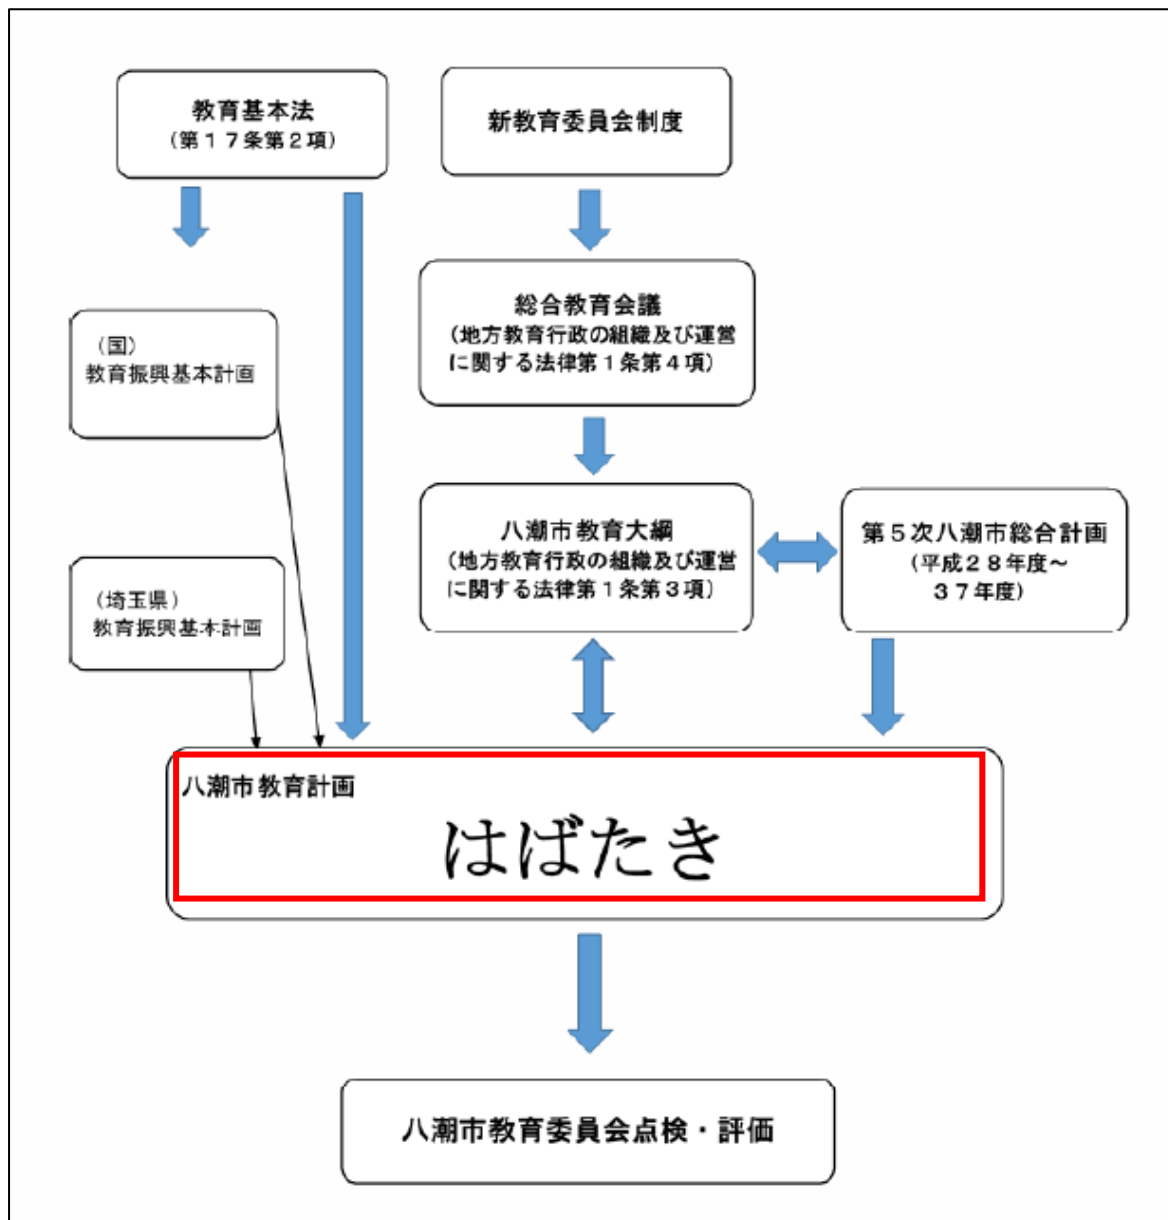 教育基本法
(第17条第2項)
新教育委員会制度
総合教育会議
(地方教育行政の組織及び運営
に関する法律第1条第4項)
(国)
教育振興基本計画
八潮市教育大綱
(地方教育行政の組織及び運営
に関する法律第1条第3項)
第5次八潮市総合計画
(平成28年度～
37年度)
(埼玉県)
教育振興基本計画
八潮市教育計画
はばたき
八潮市教育委員会点検・評価